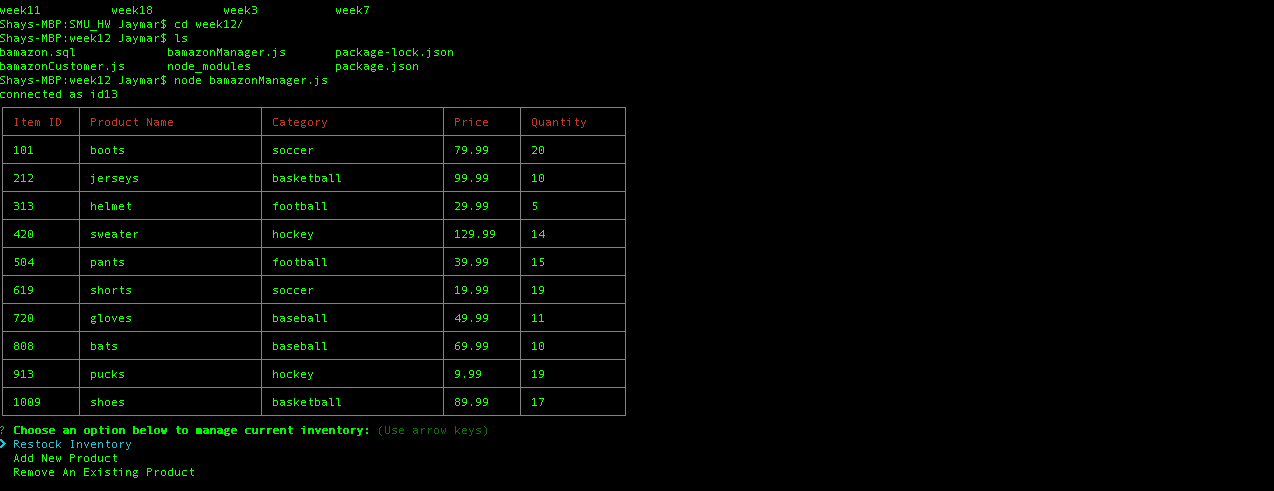 week11 week18 week3 week7
Shays-MBP:SMU_HW Jaymar$ cd week12/
Shays-MBP:week12 Jaymar$ ls
bamazon.sql bamazonManager.js package-lock.json
bamazonCustomer.js node_modules package.json
Shays-MBP:week12 Jaymar$ node bamazonManager.js
connected as id13
Item ID Product Name Category Price Quantity
101 boots soccer 79.99 20
212 jerseys basketball 99.99 10
313 helmet football 29.99 5
420 sweater hockey 129.99 14
504 pants football 39.99 15
619 shorts soccer 19.99 19
720 gloves baseball 49.99 11
808 bats baseball 69.99 10
913 pucks hockey 9.99 19
1009 shoes basketball 89.99 17
? Choose an option below to manage current inventory: (Use arrow keys)
❯ Restock Inventory
Add New Product
Remove An Existing Product